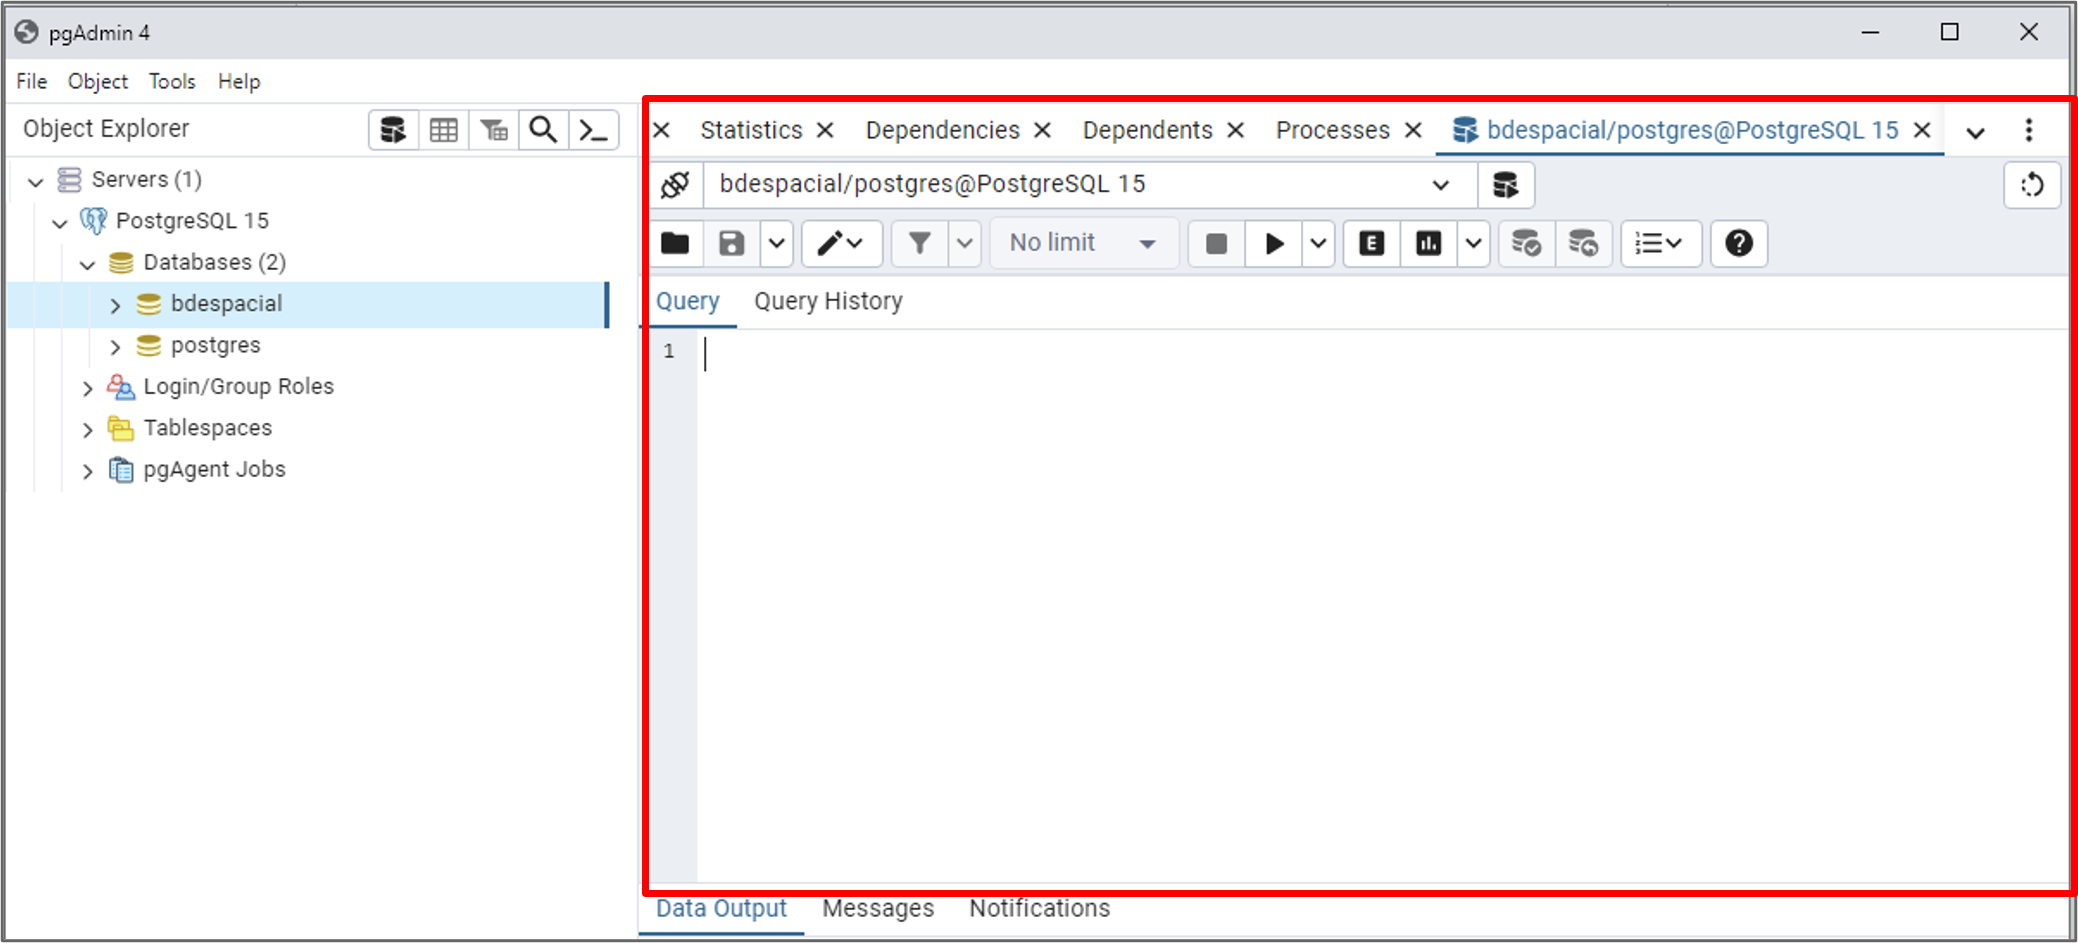 pgAdmin 4
File Object Tools Help
Object Explorer
Servers (1)
PostgreSQL 15
Databases (2)
bdespacial
postgres
Login/Group Roles
Tablespaces
pgAgent Jobs
Statistics Dependencies Dependents Processes bdespacial/postgres@PostgreSQL 15
bdespacial/postgres@PostgreSQL 15
No limit E
Query Query History
1
Data Output Messages Notifications